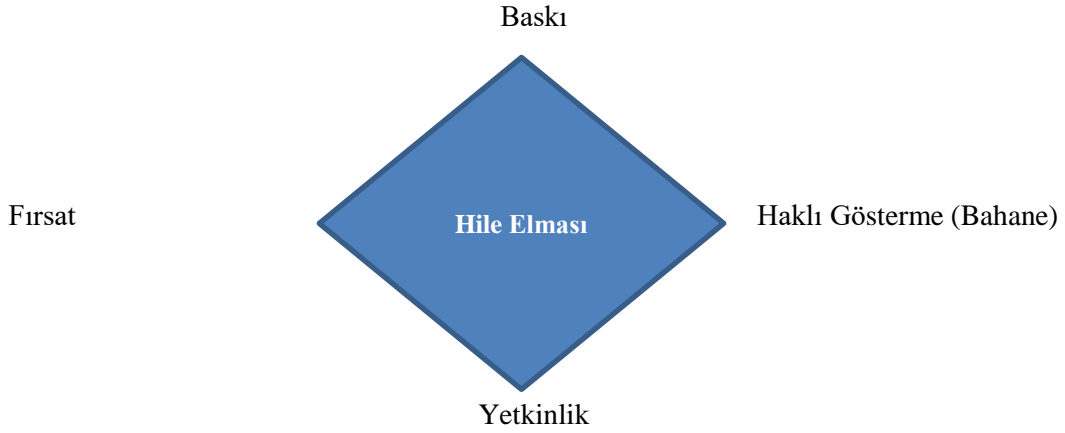 Baskı
Fırsat
Hile Elması
Haklı Gösterme (Bahane)
Yetkinlik